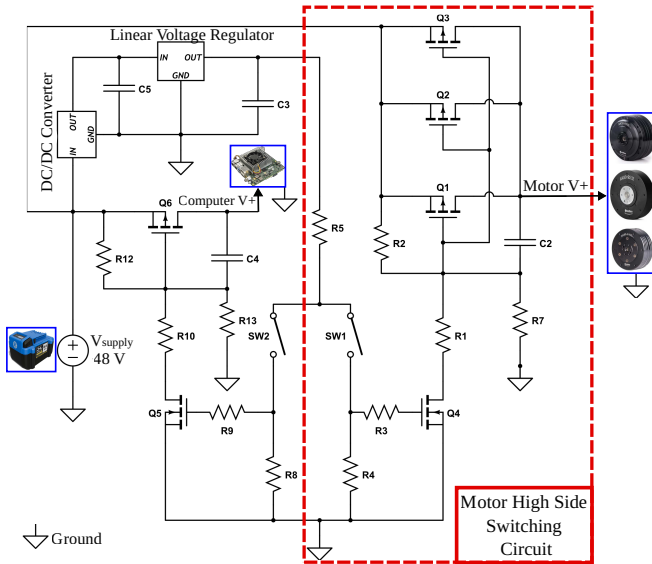 Q3
Linear Voltage Regulator
IN OUT
GND
C5
C3
Q2
DC/DC Converter
OUT
GND
IN
Q6
Computer V+
Q1
Motor V+
R5
R2
C2
R12
C4
R10
R13
SW2
SW1
R1
R7
Vsupply
48 V
Q5
R9
R3
Q4
R8
R4
Motor High Side
Switching
Circuit
Ground